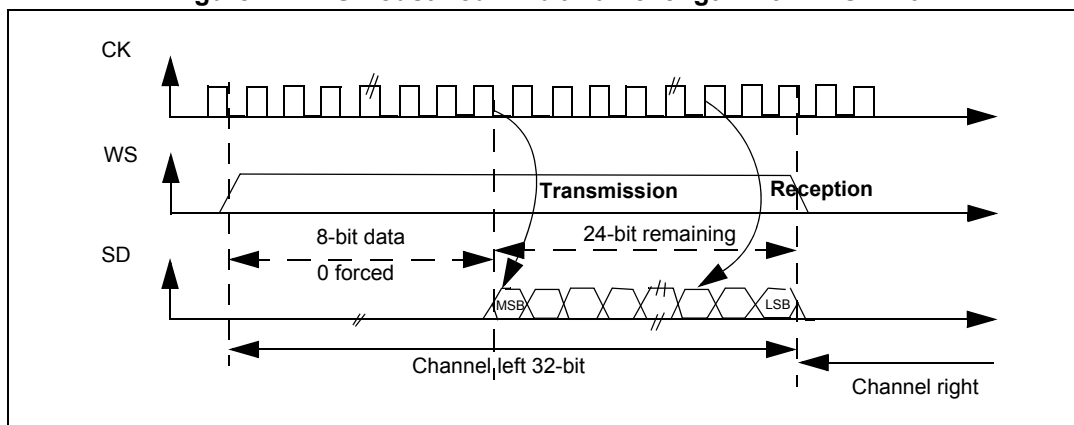 CK
WS
Transmission
Reception
8-bit data
24-bit remaining
SD
0 forced
MSB
LSB
Channel left 32-bit
Channel right